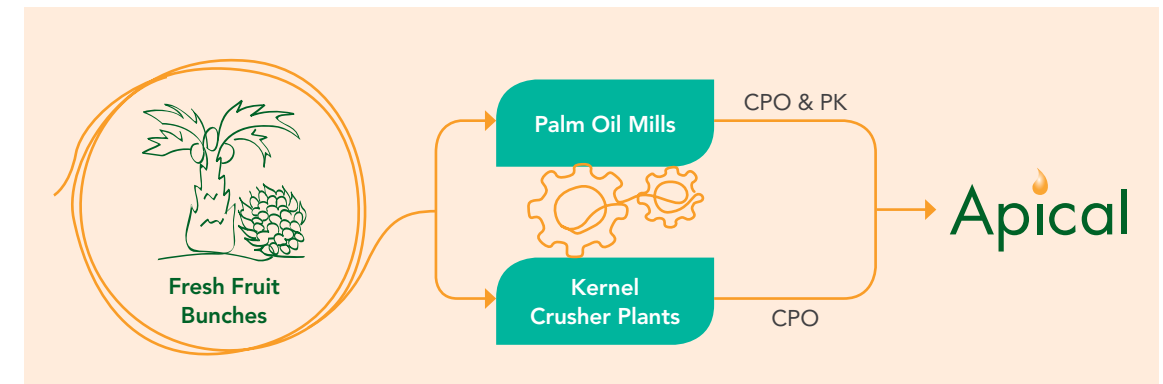 Fresh Fruit
Bunches
Palm Oil Mills
Kernel
Crusher Plants
CPO & PK
CPO
Apical